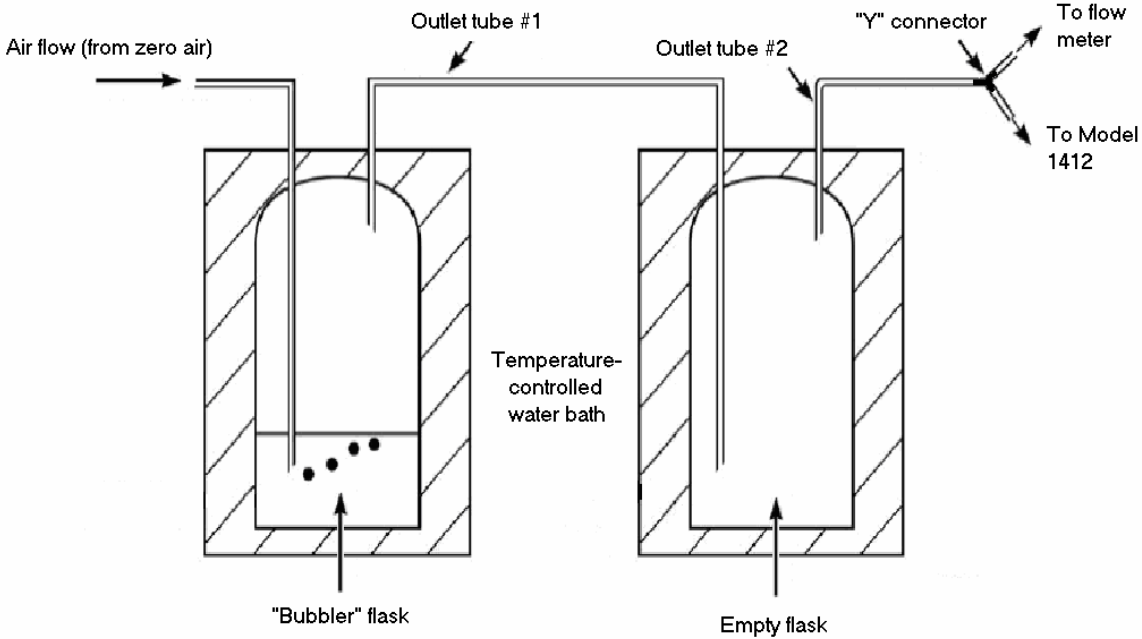 Air flow (from zero air)
Outlet tube #1
Outlet tube #2
"Y" connector
To flow
meter
To Model
1412
Temperature-
controlled
water bath
"Bubbler" flask
Empty flask